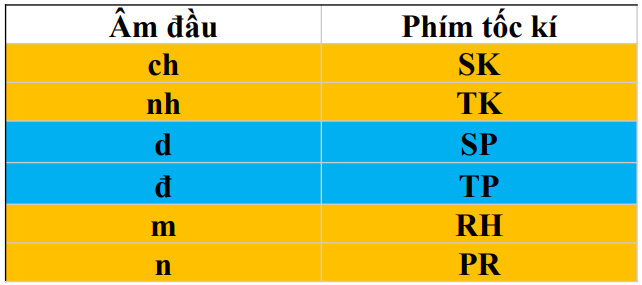 Âm đầu Phím tốc kí
ch SK
nh TK
d SP
đ TP
m RH
n PR